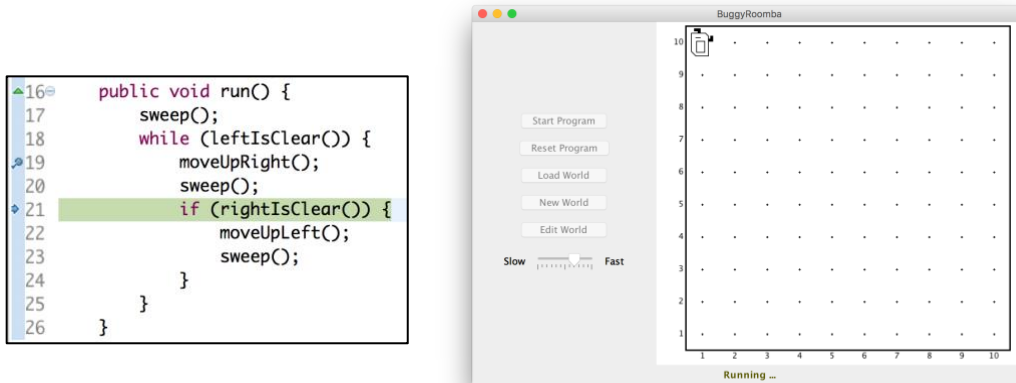 16 public void run() {
17 sweep();
18 while (leftIsClear()) {
19 moveUpRight();
20 sweep();
21 if (rightIsClear()) {
22 moveUpLeft();
23 sweep();
24 }
25 }
26 }
BuggyRoomba
Start Program
Reset Program
Load World
New World
Edit World
Slow Fast
10
9
8
7
6
5
4
3
2
1
1 2 3 4 5 6 7 8 9 10
Running ...